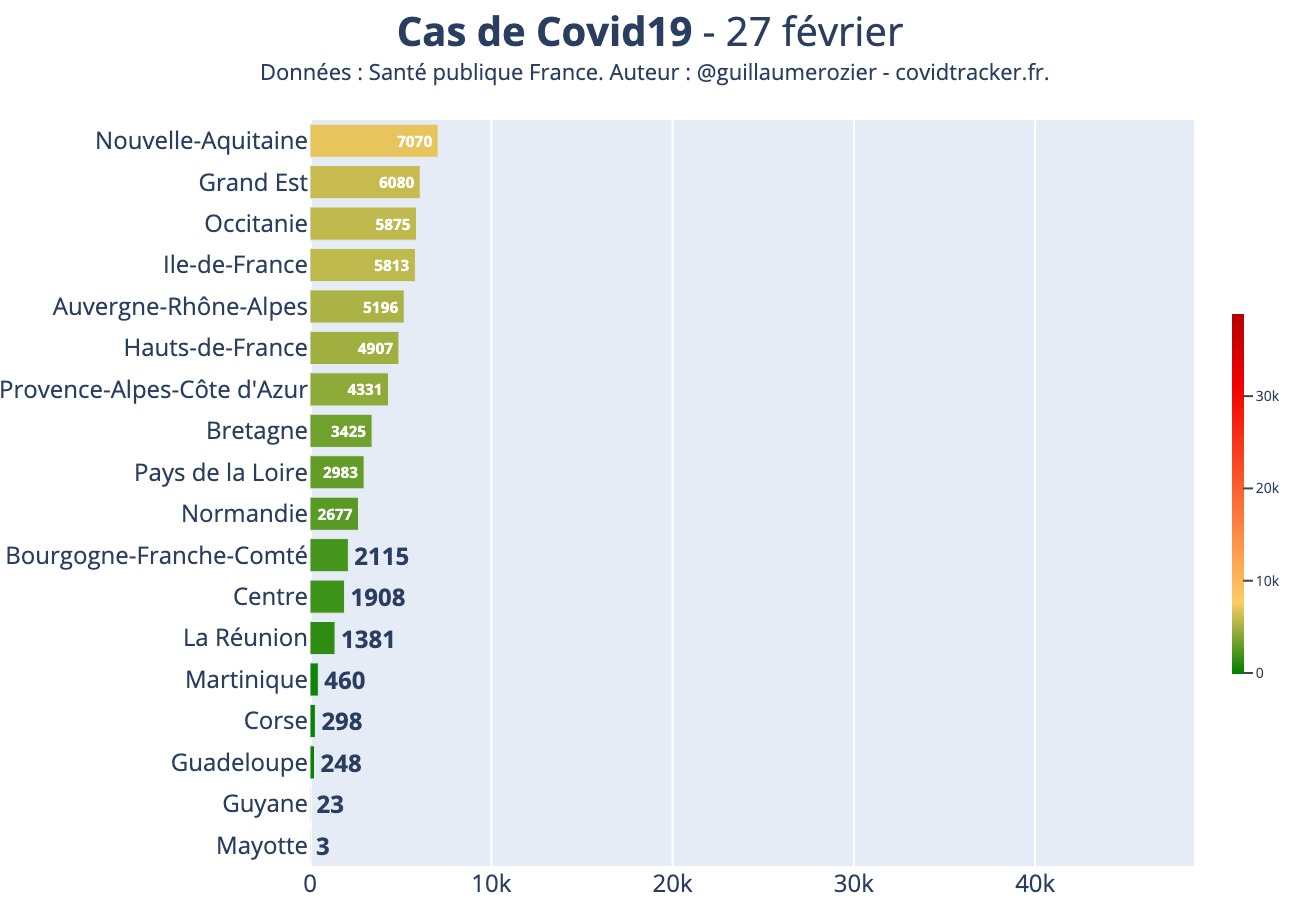 Cas de Covid19 - 27 février
Données : Santé publique France. Auteur : @guillaumerozier - covidtracker.fr.
Nouvelle-Aquitaine 7070
Grand Est 6080
Occitanie 5875
Ile-de-France 5813
Auvergne-Rhône-Alpes 5196
Hauts-de-France 4907
Provence-Alpes-Côte d'Azur 4331
Bretagne 3425
Pays de la Loire 2983
Normandie 2677
Bourgogne-Franche-Comté 2115
Centre 1908
La Réunion 1381
Martinique 460
Corse 298
Guadeloupe 248
Guyane 23
Mayotte 3
0 10k 20k 30k 40k
30k
20k
10k
0